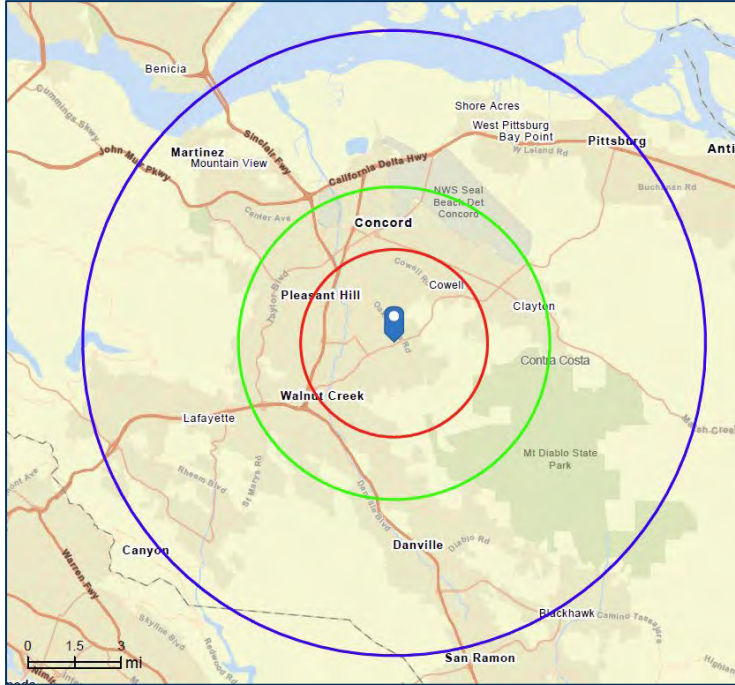 Benicia
Cummings Skwy
Sinclair Fwy
Shore Acres
West Pittsburg
Bay Point
Pittsburg
W Leland Rd
Anti
John Muir Pkwy
Martinez
Mountain View
California Delta Hwy
Buchanan Rd
NWS Seal
Beach Det
Concord
Center Ave
Concord
Taylor Blvd
Cowell Rd
Cowell
Pleasant Hill
Clayton
Contra Costa
Walnut Creek
Lafayette
Marsh Creek
Mt Diablo State
Park
Rheem Blvd
St Marys Rd
Danville Blvd
Danville
Diablo Rd
Canyon
Warren Fwy
Blackhawk
Camino Tassajara
Skyline Blvd
Redwood Rd
San Ramon
Highland
0 1.5 3
mi